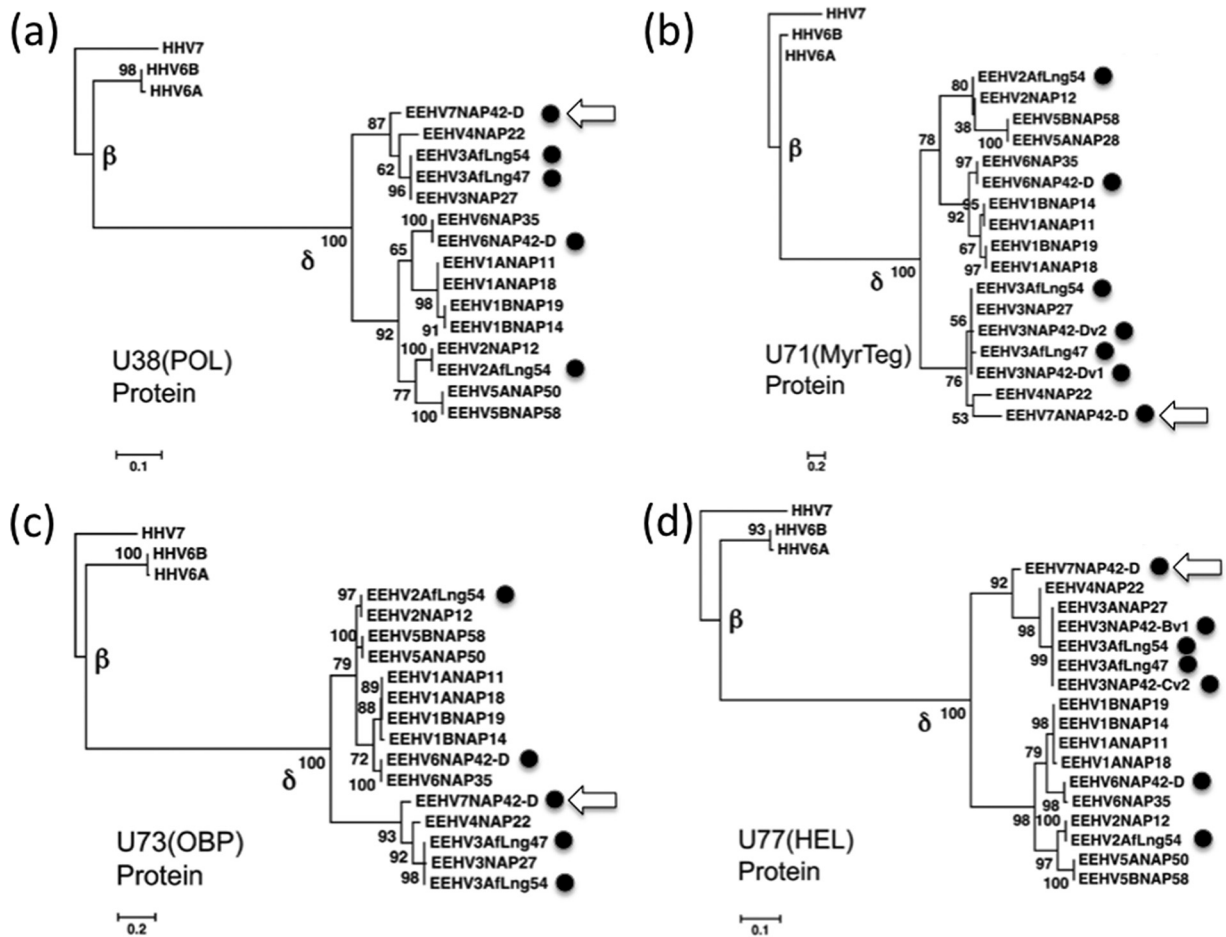 (a)
HHV7
98
HHV6B
HHV6A
β
EEHV7NAP42-D
87
EEHV4NAP22
EEHV3AfLng54
62
EEHV3AfLng47
96
EEHV3NAP27
100
EEHV6NAP35
100
δ
EEHV6NAP42-D
65
EEHV1ANAP11
EEHV1ANAP18
98
EEHV1BNAP19
91
EEHV1BNAP14
92
100
EEHV2NAP12
EEHV2AfLng54
77
EEHV5ANAP50
100
EEHV5BNAP58
U38(POL)
Protein
0.1
(b)
HHV7
HHV6B
HHV6A
β
80
EEHV2AfLng54
EEHV2NAP12
38
EEHV5BNAP58
100
EEHV5ANAP28
78
97
EEHV6NAP35
EEHV6NAP42-D
95
EEHV1BNAP14
92
EEHV1ANAP11
67
EEHV1BNAP19
97
EEHV1ANAP18
100
δ
EEHV3AfLng54
EEHV3NAP27
56
EEHV3NAP42-Dv2
EEHV3AfLng47
EEHV3NAP42-Dv1
76
EEHV4NAP22
53
EEHV7ANAP42-D
U71(MyrTeg)
Protein
0.2
(c)
HHV7
100
HHV6B
HHV6A
β
97
EEHV2AfLng54
EEHV2NAP12
100
EEHV5BNAP58
EEHV5ANAP50
79
EEHV1ANAP11
89
EEHV1ANAP18
88
EEHV1BNAP19
EEHV1BNAP14
72
EEHV6NAP42-D
100
EEHV6NAP35
100
δ
EEHV7NAP42-D
93
EEHV4NAP22
EEHV3AfLng47
92
EEHV3NAP27
98
EEHV3AfLng54
U73(OBP)
Protein
0.2
(d)
HHV7
93
HHV6B
HHV6A
β
EEHV7NAP42-D
92
EEHV4NAP22
EEHV3ANAP27
98
EEHV3NAP42-Bv1
EEHV3AfLng54
99
EEHV3AfLng47
EEHV3NAP42-Cv2
100
δ
EEHV1BNAP19
98
EEHV1BNAP14
79
EEHV1ANAP11
EEHV1ANAP18
EEHV6NAP42-D
98
EEHV6NAP35
98
100
EEHV2NAP12
EEHV2AfLng54
97
EEHV5ANAP50
100
EEHV5BNAP58
U77(HEL)
Protein
0.1